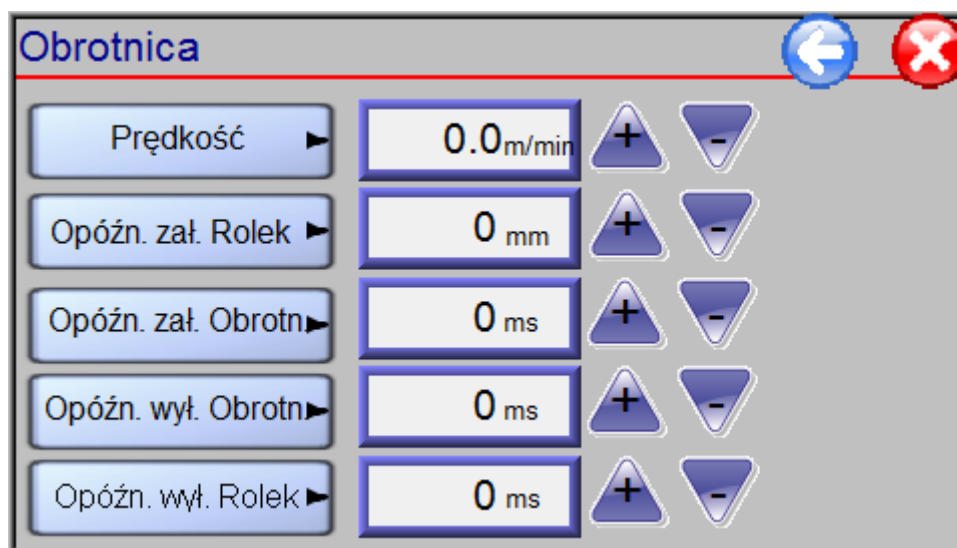 Obrotnica
Prędkość 0.0 m/min + -
Opóźn. zał. Rolek 0 mm + -
Opóźn. zał. Obrotn. 0 ms + -
Opóźn. wył. Obrotn. 0 ms + -
Opóźn. wył. Rolek 0 ms + -